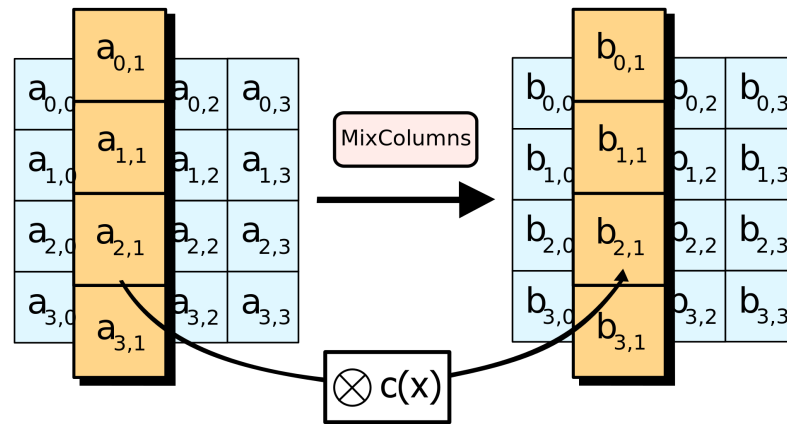 a0,0 a0,1 a0,2 a0,3
a1,0 a1,1 a1,2 a1,3
a2,0 a2,1 a2,2 a2,3
a3,0 a3,1 a3,2 a3,3
MixColumns
b0,0 b0,1 b0,2 b0,3
b1,0 b1,1 b1,2 b1,3
b2,0 b2,1 b2,2 b2,3
b3,0 b3,1 b3,2 b3,3
⊗ c(x)